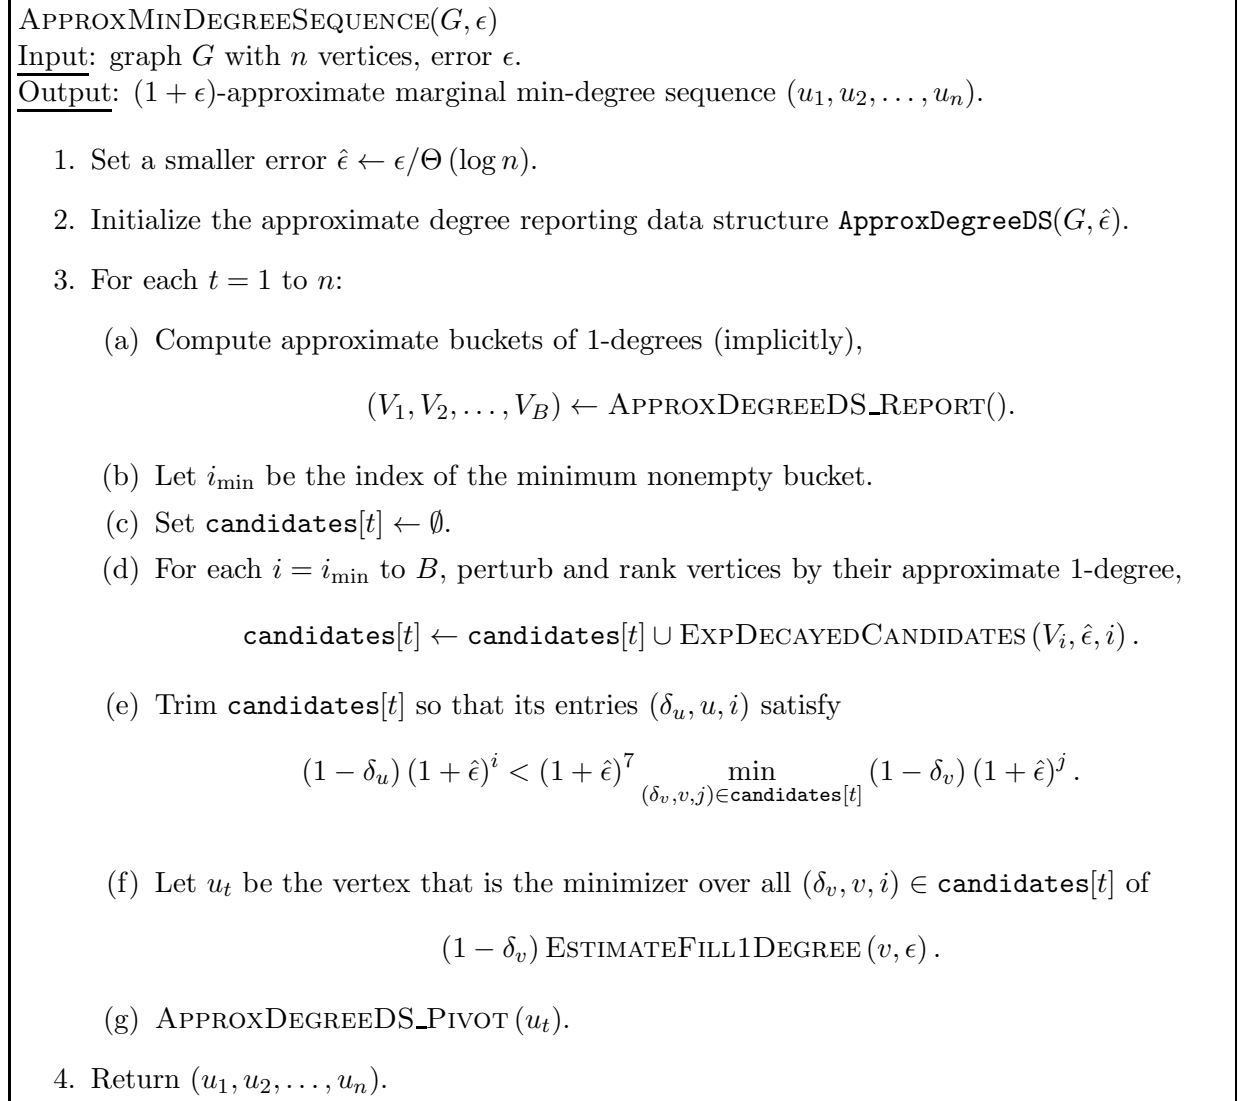 APPROXMINDEGREESEQUENCE(G, ϵ)
Input: graph G with n vertices, error ϵ.
Output: (1 + ϵ)-approximate marginal min-degree sequence (u₁, u₂, . . . , uₙ).
1. Set a smaller error ϵ̂ ← ϵ/Θ (log n).
2. Initialize the approximate degree reporting data structure ApproxDegreeDS(G, ϵ̂).
3. For each t = 1 to n:
(a) Compute approximate buckets of 1-degrees (implicitly),
(V₁, V₂, . . . , V_B) ← APPROXDEGREEDS_REPORT().
(b) Let i_min be the index of the minimum nonempty bucket.
(c) Set candidates[t] ← ∅.
(d) For each i = i_min to B, perturb and rank vertices by their approximate 1-degree,
candidates[t] ← candidates[t] ∪ EXPDECAYEDCANDIDATES (V_i, ϵ̂, i) .
(e) Trim candidates[t] so that its entries (δ_u, u, i) satisfy
(1 − δ_u) (1 + ϵ̂)^i < (1 + ϵ̂)^7 min_{(δ_v,v,j)∈candidates[t]} (1 − δ_v) (1 + ϵ̂)^j .
(f) Let u_t be the vertex that is the minimizer over all (δ_v, v, i) ∈ candidates[t] of
(1 − δ_v) ESTIMATEFILL1DEGREE (v, ϵ) .
(g) APPROXDEGREEDS_PIVOT (u_t).
4. Return (u₁, u₂, . . . , uₙ).